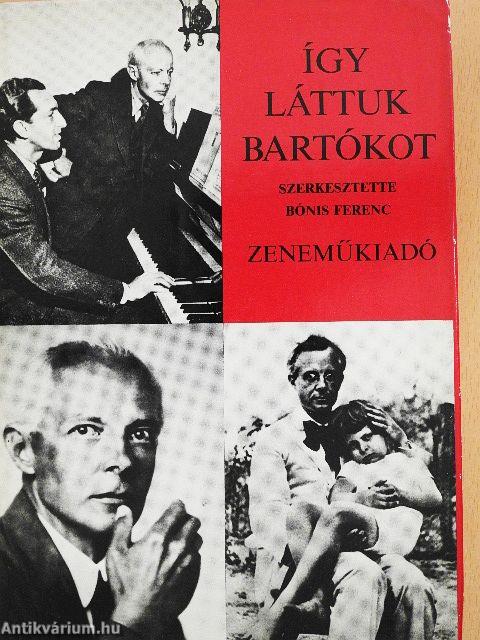 ÍGY
LÁTTUK
BARTÓKOT
SZERKESZTETTE
BÓNIS FERENC
ZENEMŰKIADÓ
Antikvárium.hu